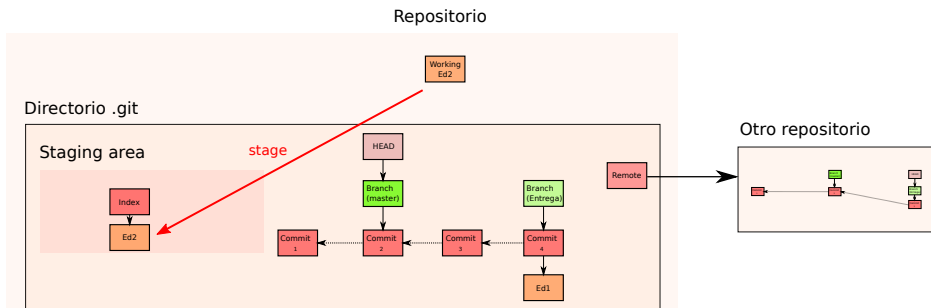 Repositorio
Working
Ed2
Directorio .git
Otro repositorio
Staging area
stage
HEAD
Remote
Index
Branch
(master)
Branch
(Entrega)
Ed2
Commit
1
Commit
2
Commit
3
Commit
4
Ed1